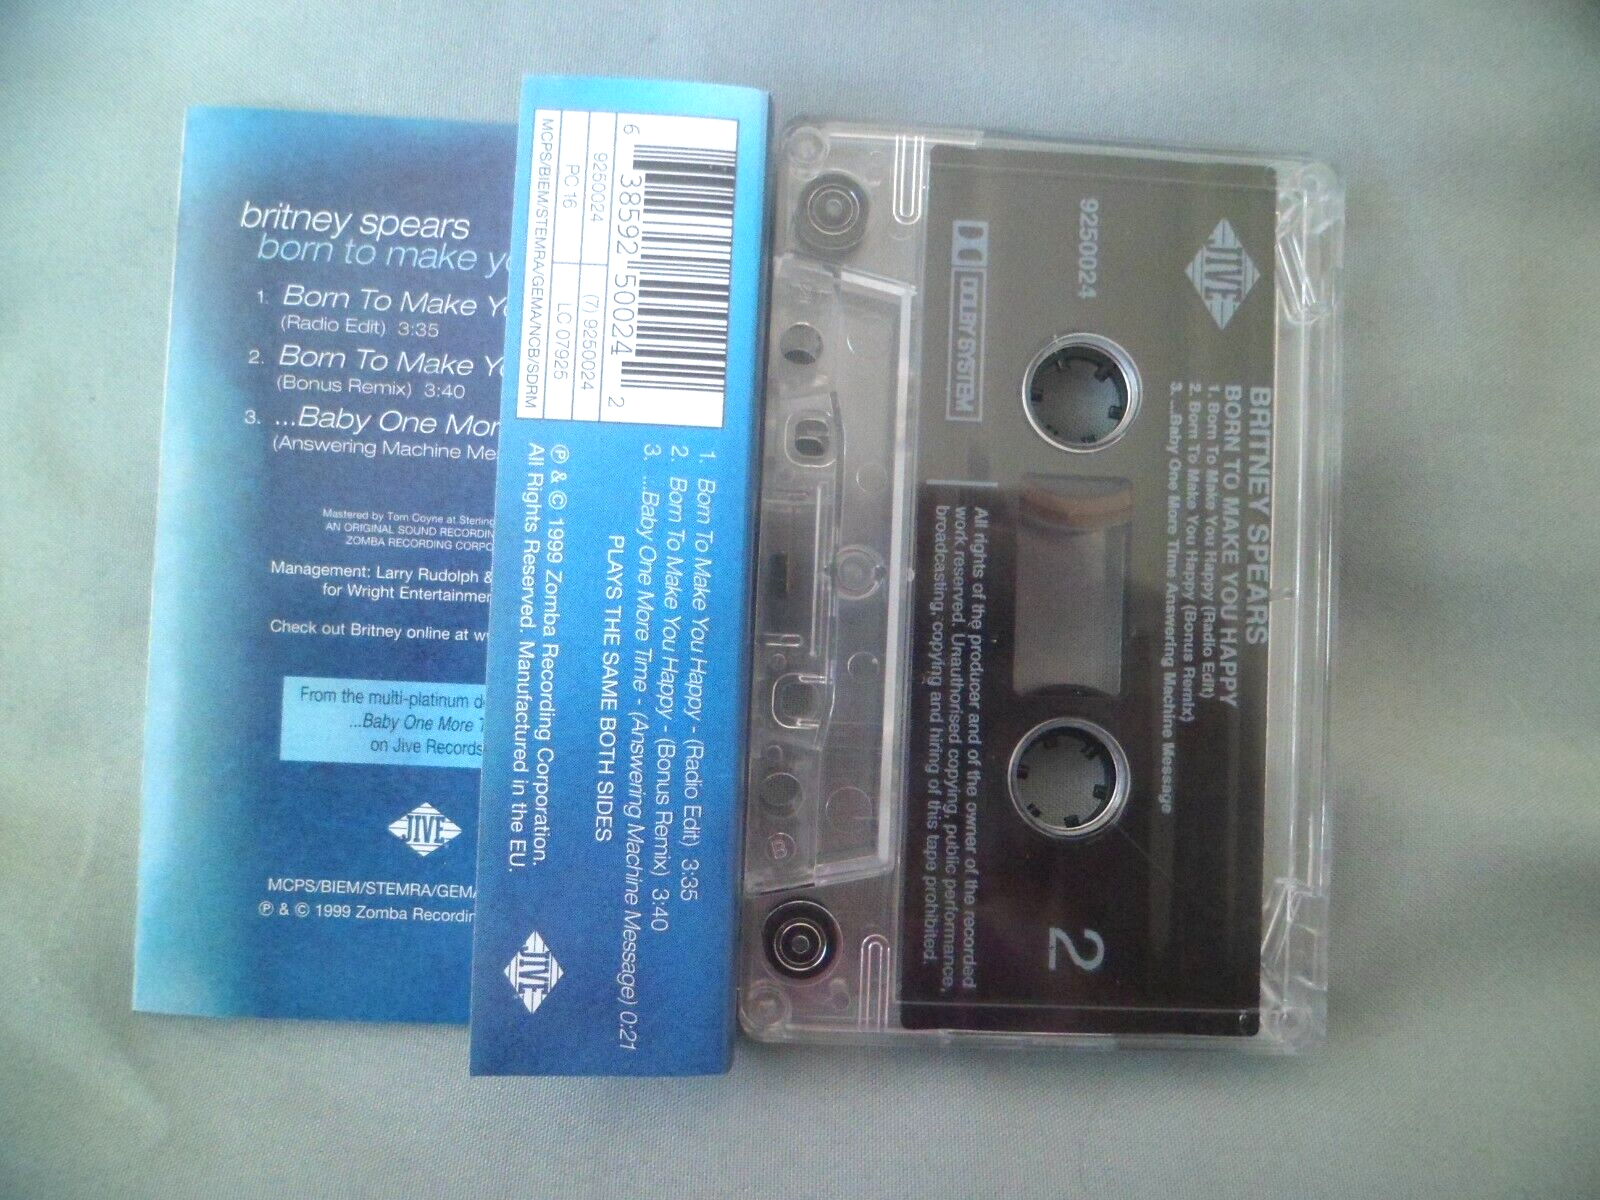 britney spears
born to make yo
1. Born To Make Yo
(Radio Edit) 3:35
2. Born To Make Yo
(Bonus Remix) 3:40
3. ...Baby One Mor
(Answering Machine Me
Mastered by Tom Coyne at Sterling
AN ORIGINAL SOUND RECORDIN
ZOMBA RECORDING CORPO
Management: Larry Rudolph &
for Wright Entertainmen
Check out Britney online at w
From the multi-platinum d
...Baby One More T
on Jive Records
JIVE
MCPS/BIEM/STEMRA/GEMA
℗ & © 1999 Zomba Recordin
6 38592 50024 2
9250024 (7) 9250024
PC 16 LC 07925
MCPS/BIEM/STEMRA/GEMA/NCB/SDRM
1. Born To Make You Happy - (Radio Edit) 3:35
2. Born To Make You Happy - (Bonus Remix) 3:40
3. ...Baby One More Time - (Answering Machine Message) 0:21
PLAYS THE SAME BOTH SIDES
℗ & © 1999 Zomba Recording Corporation.
All Rights Reserved. Manufactured in the EU.
JIVE
JIVE
BRITNEY SPEARS
BORN TO MAKE YOU HAPPY
1. Born To Make You Happy (Radio Edit)
2. Born To Make You Happy (Bonus Remix)
3. ...Baby One More Time Answering Machine Message
9250024
2
DOLBY SYSTEM
All rights of the producer and of the owner of the recorded
work reserved. Unauthorised copying, public performance,
broadcasting, copying and hiring of this tape prohibited.